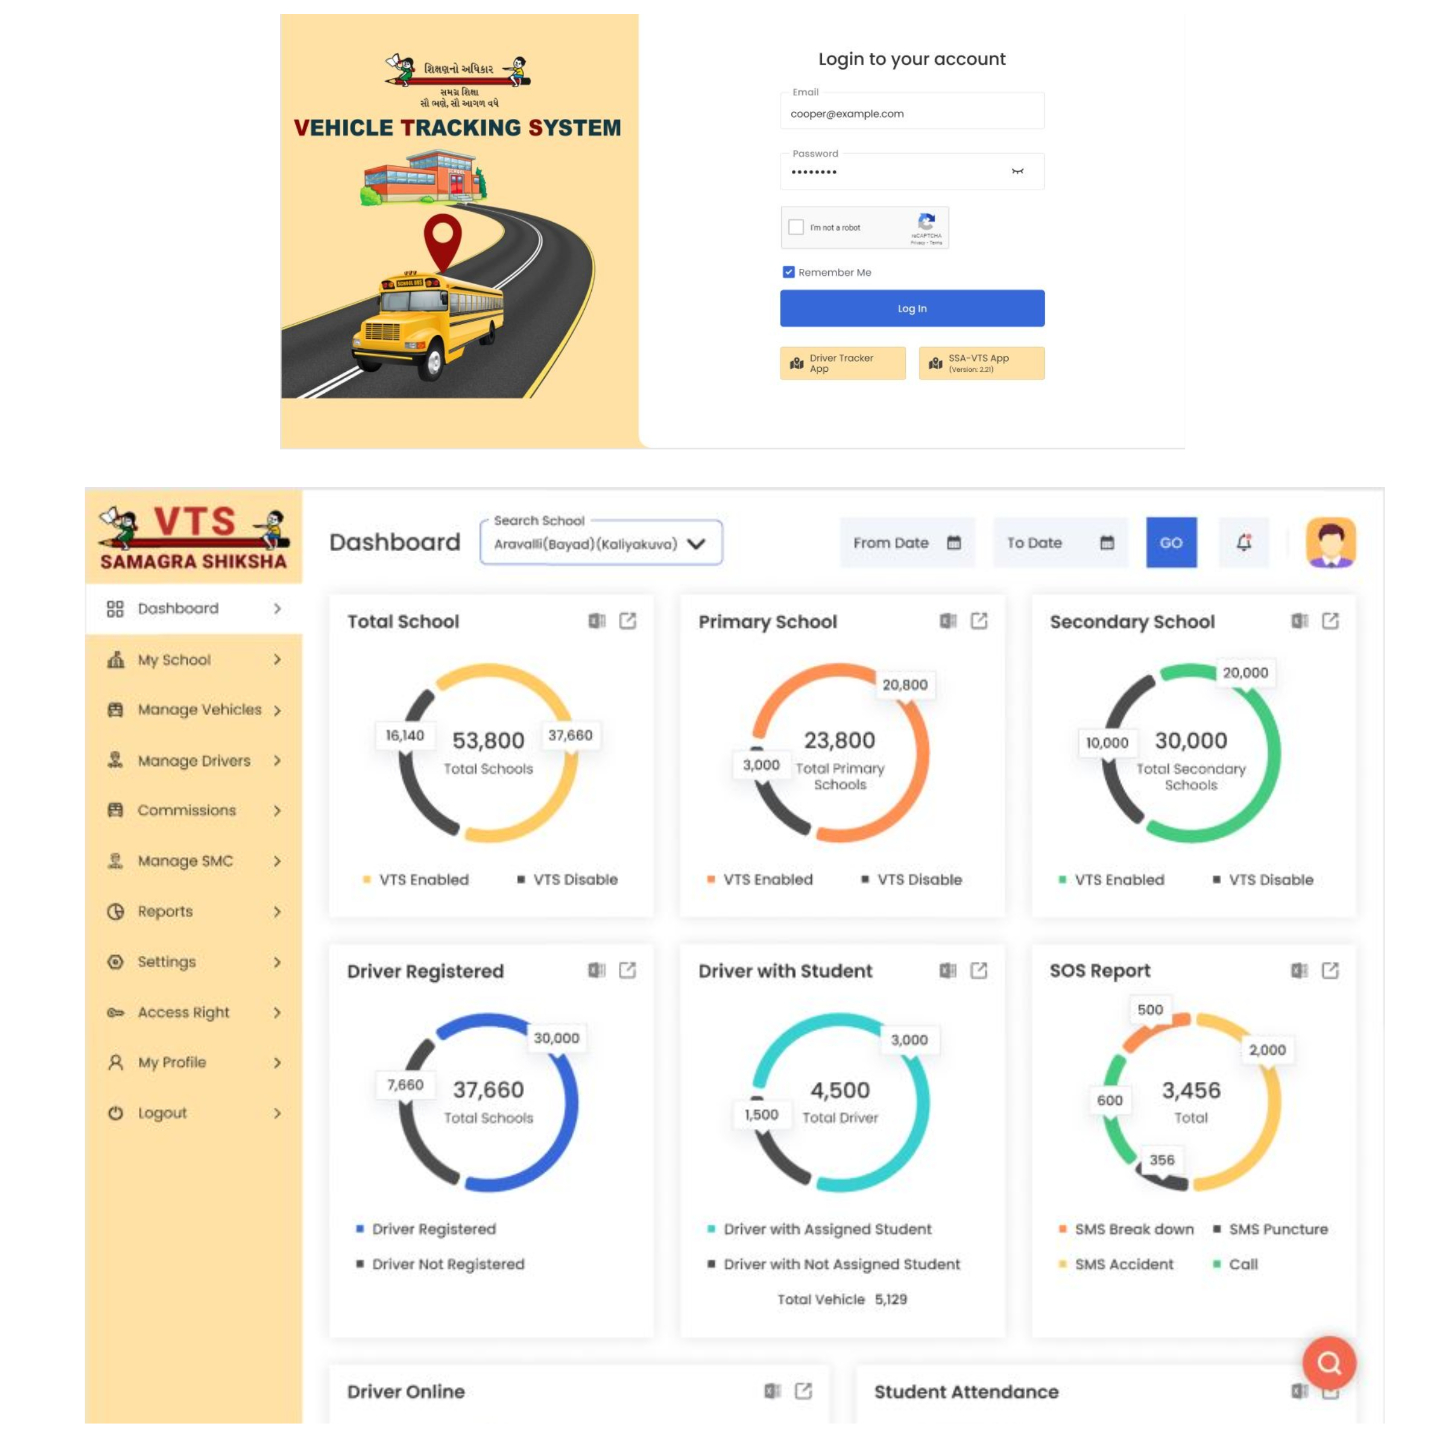 શિક્ષણનો અધિકાર
સમગ્ર શિક્ષા
સૌ ભણે, સૌ આગળ વધે
VEHICLE TRACKING SYSTEM
SCHOOL BUS
Login to your account
Email
cooper@example.com
Password
••••••••
I'm not a robot
reCAPTCHA
Privacy - Terms
Remember Me
Log In
Driver Tracker
App
SSA-VTS App
(Version: 2.21)
VTS
SAMAGRA SHIKSHA
Dashboard
My School
Manage Vehicles
Manage Drivers
Commissions
Manage SMC
Reports
Settings
Access Right
My Profile
Logout
Dashboard
Search School
Aravalli(Bayad)(Kaliyakuva)
From Date
To Date
GO
Total School
16,140
53,800
37,660
Total Schools
VTS Enabled
VTS Disable
Primary School
20,800
23,800
3,000
Total Primary
Schools
VTS Enabled
VTS Disable
Secondary School
20,000
10,000
30,000
Total Secondary
Schools
VTS Enabled
VTS Disable
Driver Registered
30,000
7,660
37,660
Total Schools
Driver Registered
Driver Not Registered
Driver with Student
3,000
4,500
1,500
Total Driver
Driver with Assigned Student
Driver with Not Assigned Student
Total Vehicle 5,129
SOS Report
500
2,000
3,456
600
Total
356
SMS Break down
SMS Puncture
SMS Accident
Call
Driver Online
Student Attendance